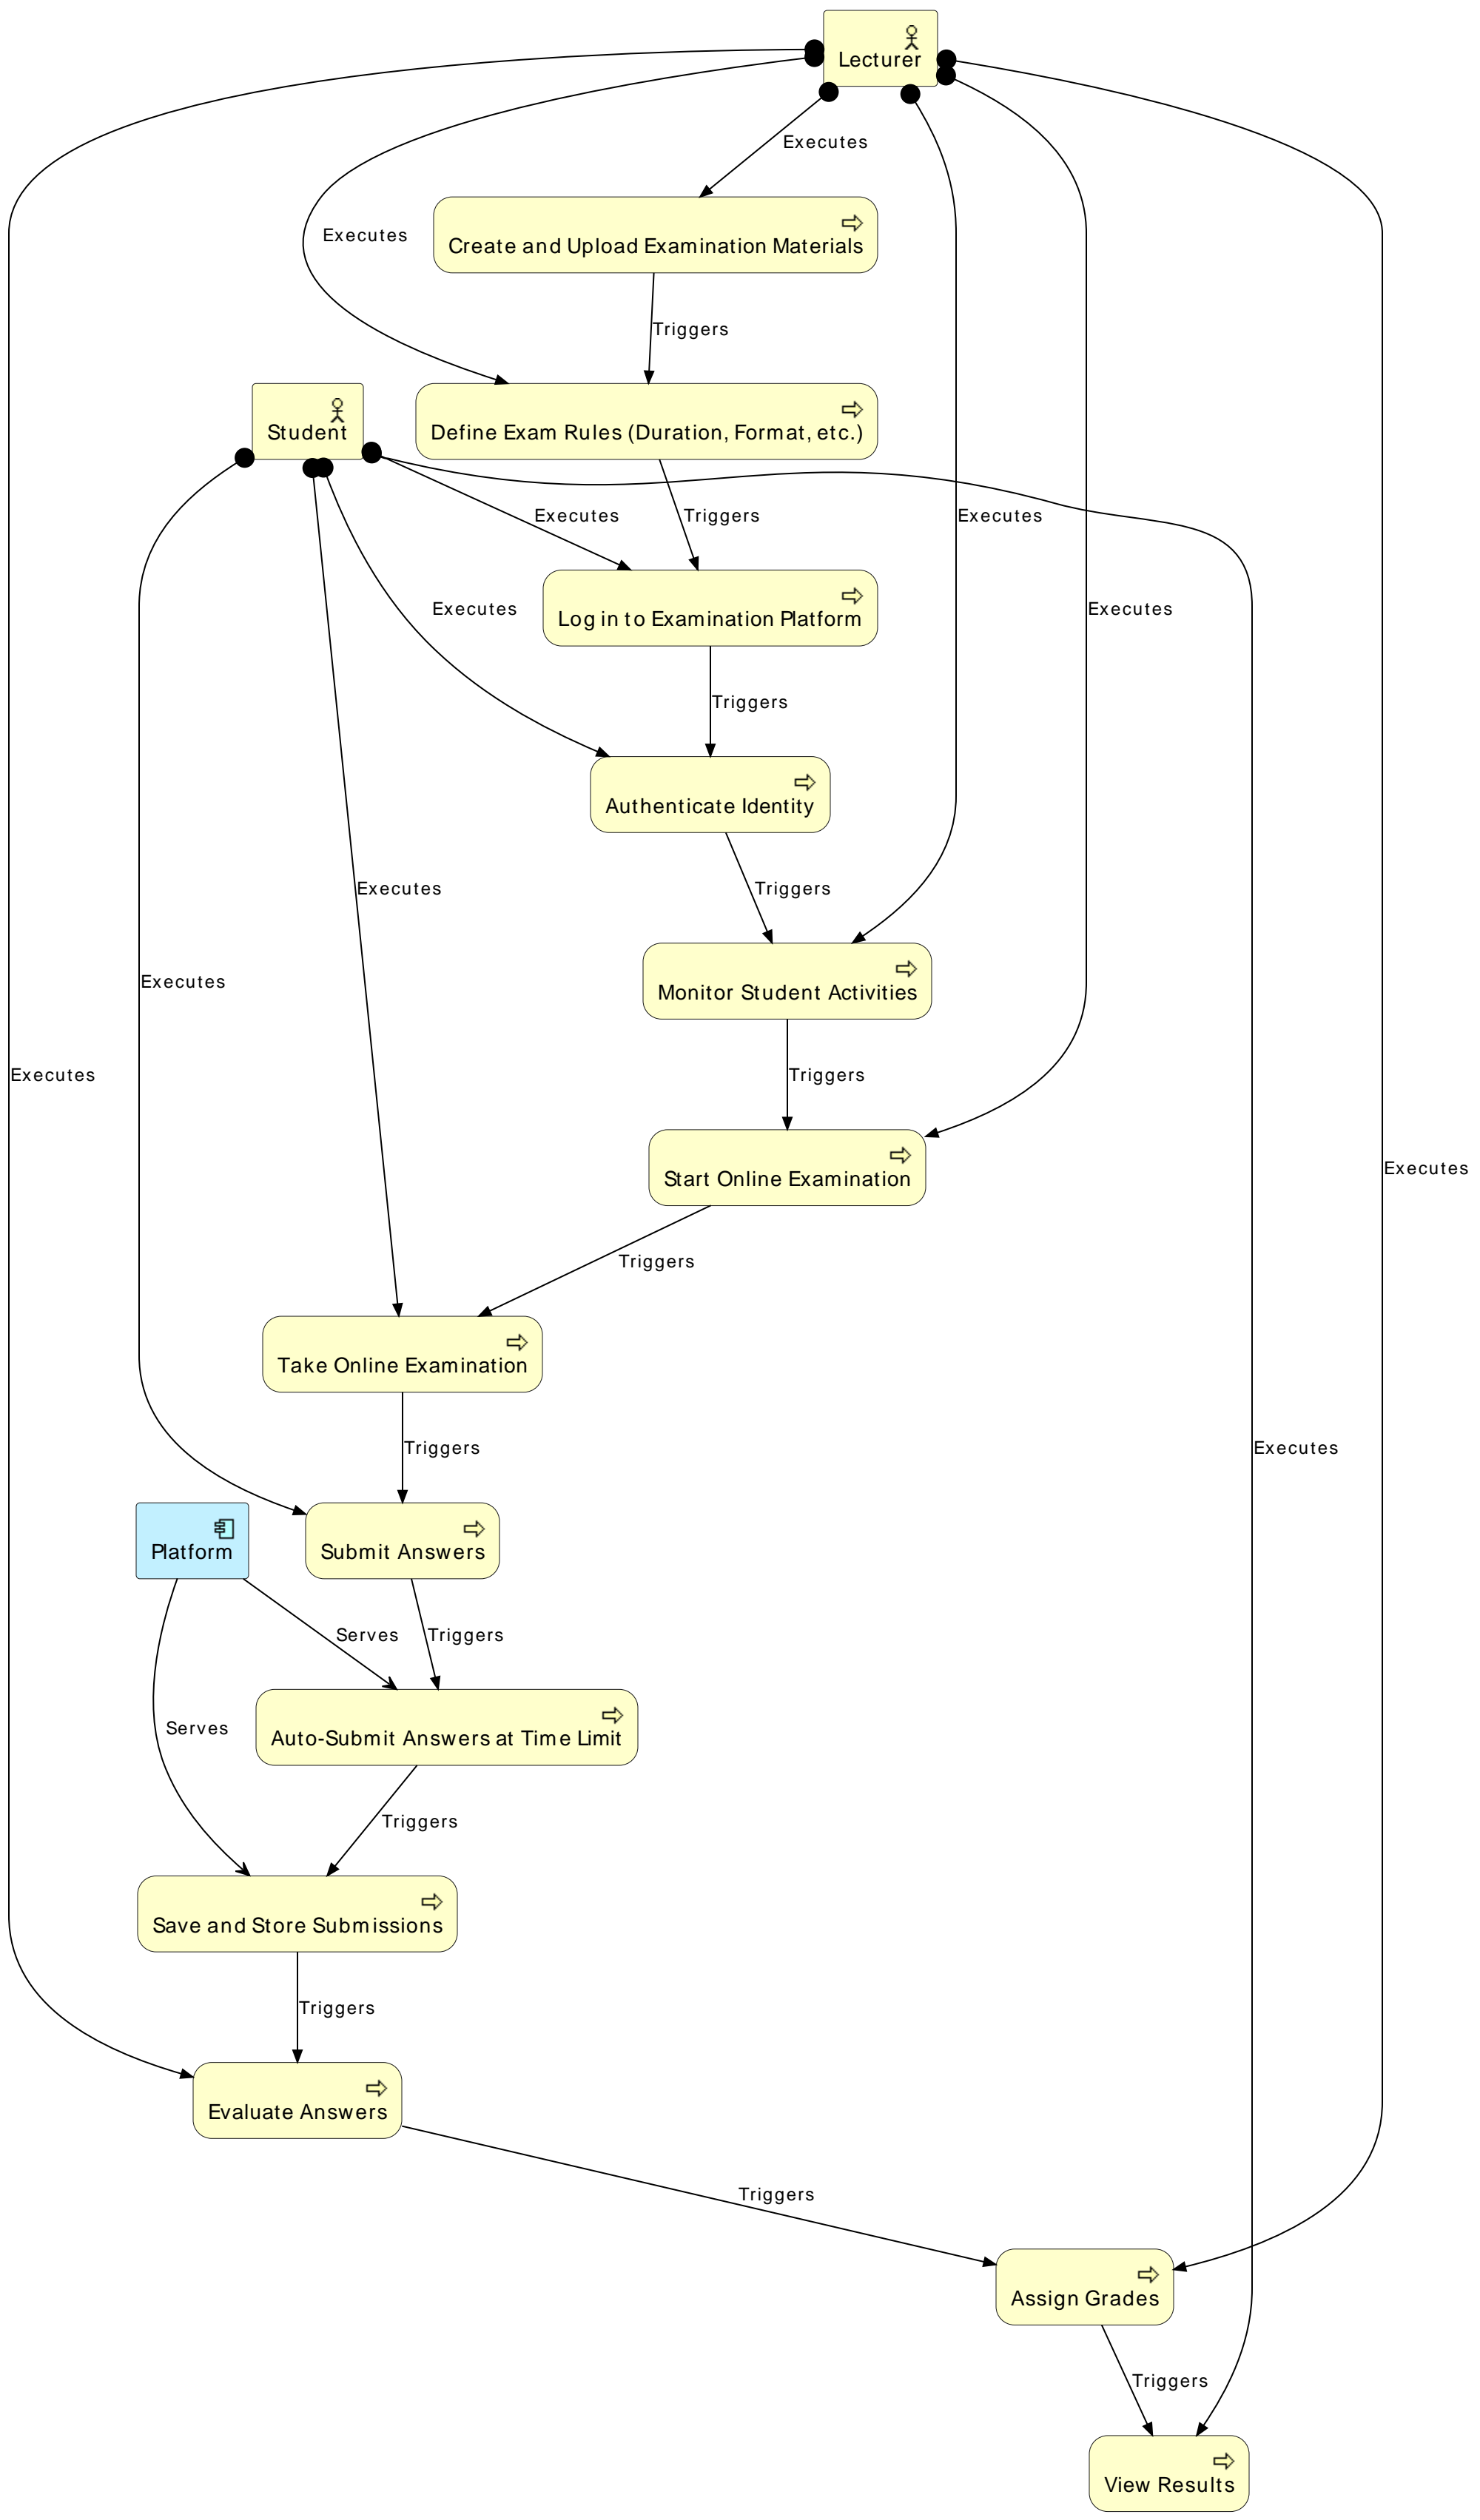 Lecturer
Executes
Create and Upload Examination Materials
Executes
Triggers
Student
Define Exam Rules (Duration, Format, etc.)
Executes
Triggers
Executes
Log in to Examination Platform
Executes
Executes
Triggers
Authenticate Identity
Executes
Triggers
Executes
Monitor Student Activities
Executes
Triggers
Start Online Examination
Executes
Triggers
Take Online Examination
Triggers
Executes
Platform
Submit Answers
Serves
Triggers
Auto-Submit Answers at Time Limit
Serves
Triggers
Save and Store Submissions
Triggers
Evaluate Answers
Triggers
Assign Grades
Triggers
View Results